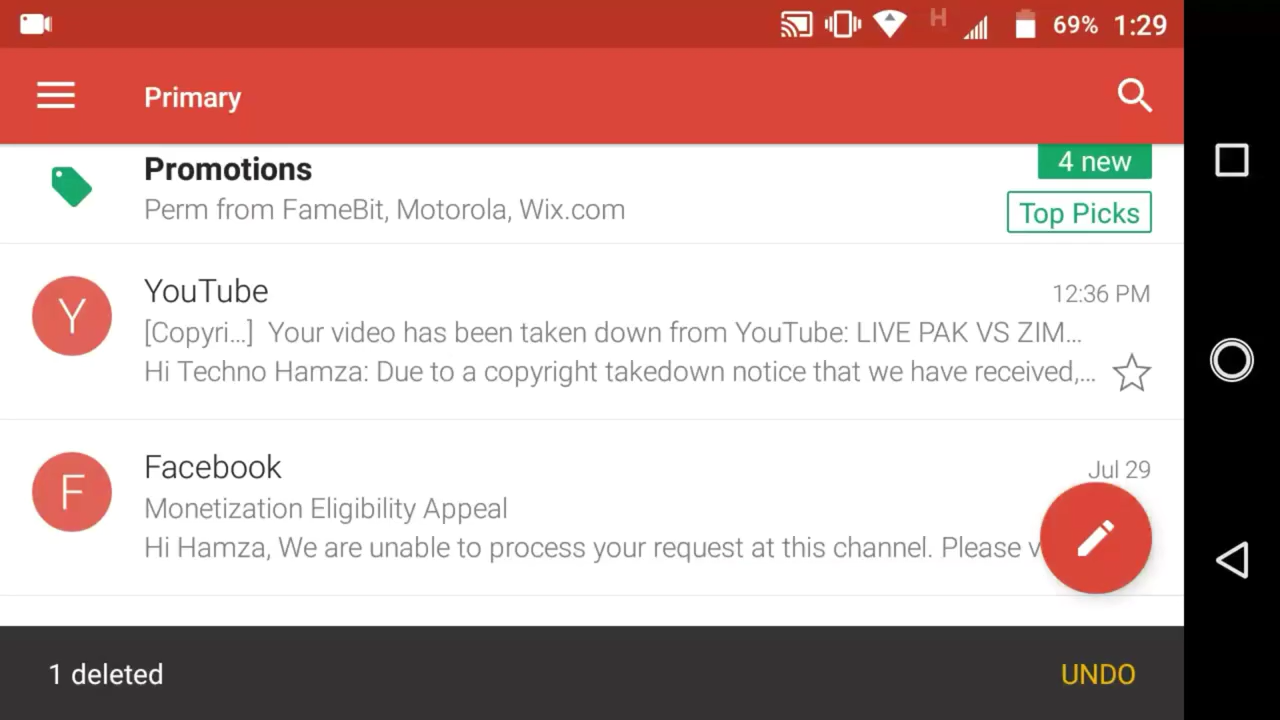 H 69% 1:29
Primary
Promotions 4 new
Perm from FameBit, Motorola, Wix.com Top Picks
Y YouTube 12:36 PM
[Copyri...] Your video has been taken down from YouTube: LIVE PAK VS ZIM...
Hi Techno Hamza: Due to a copyright takedown notice that we have received,...
F Facebook Jul 29
Monetization Eligibility Appeal
Hi Hamza, We are unable to process your request at this channel. Please v
1 deleted UNDO